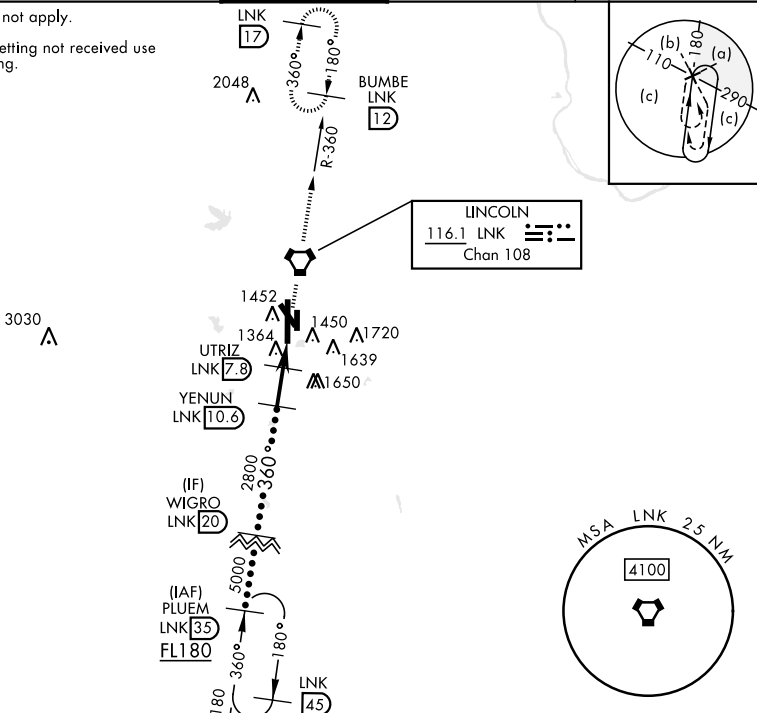 not apply.
etting not received use
ng.
LNK
17
360°
180°
2048
BUMBE
LNK
12
R-360
(b)
180
(a)
110
290
(c)
(c)
LINCOLN
116.1 LNK
Chan 108
3030
1452
1450
1720
1364
1639
1650
UTRIZ
LNK 7.8
YENUN
LNK 10.6
2800
360°
(IF)
WIGRO
LNK 20
5000
(IAF)
PLUEM
LNK 35
FL180
360°
180°
180
LNK
45
MSA LNK 25 NM
4100